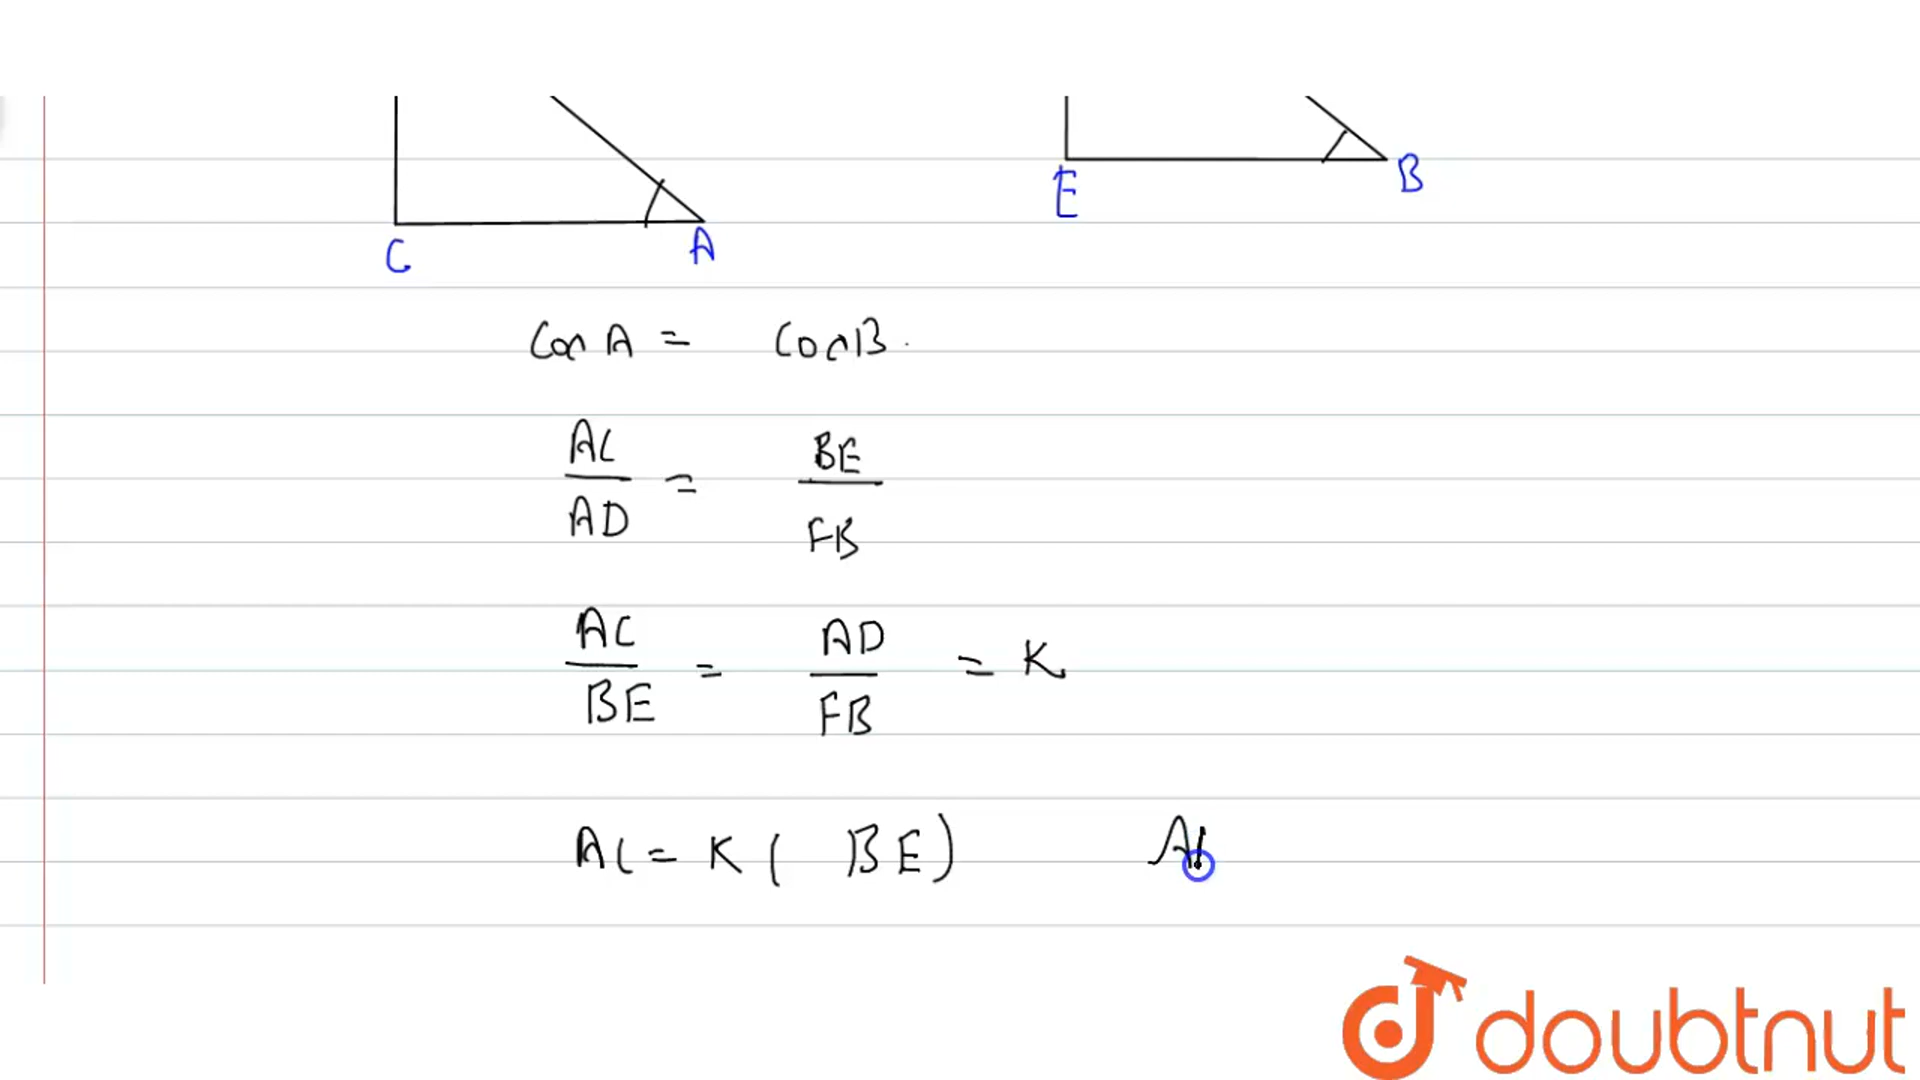 E B
C A
Cos A = Cos B.
AC/AD = BE/FB
AC/BE = AD/FB = K
AC = K ( BE) A
doubtnut